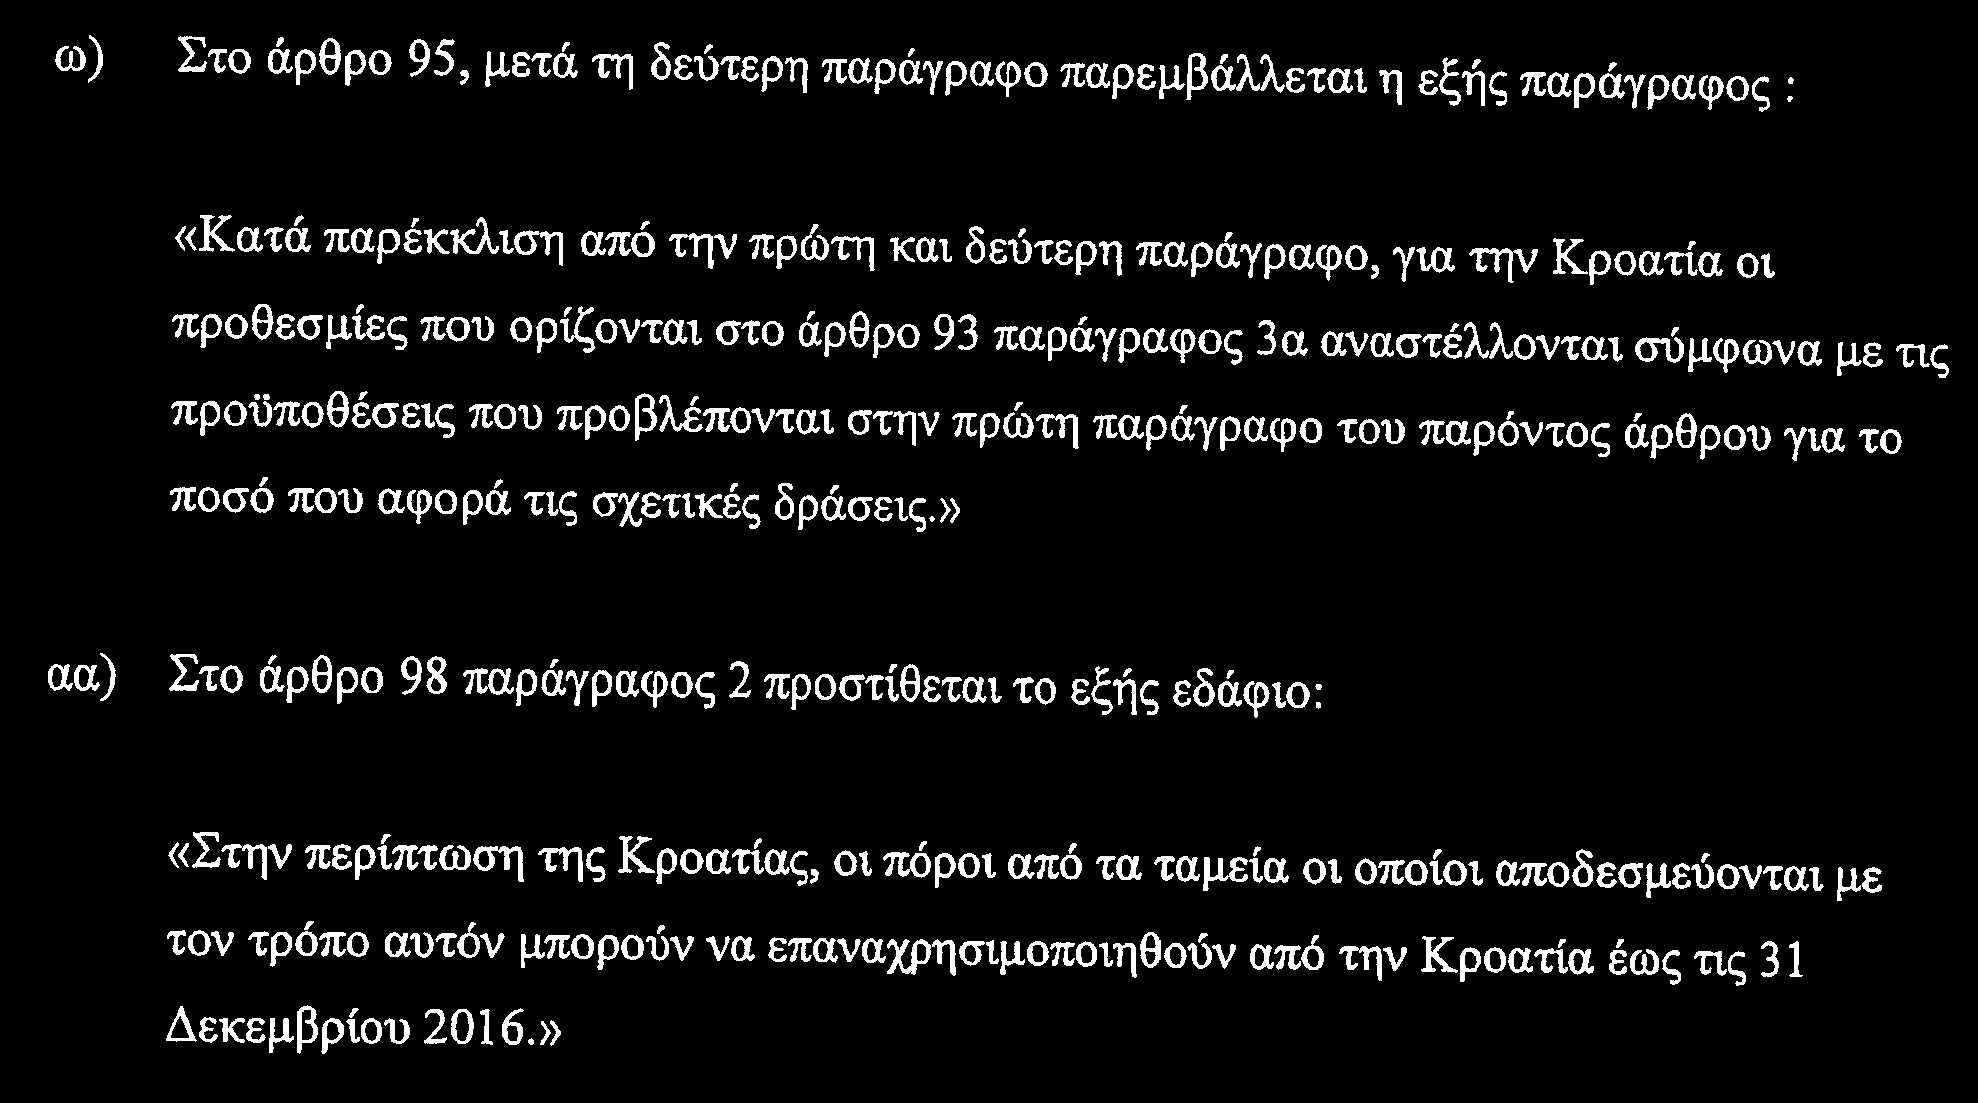 ω) Στο άρθρο 95, μετά τη δεύτερη παράγραφο παρεμβάλλεται η εξής παράγραφος :
«Κατά παρέκκλιση από την πρώτη και δεύτερη παράγραφο, για την Κροατία οι
προθεσμίες που ορίζονται στο άρθρο 93 παράγραφος 3α αναστέλλονται σύμφωνα με τις
προϋποθέσεις που προβλέπονται στην πρώτη παράγραφο του παρόντος άρθρου για το
ποσό που αφορά τις σχετικές δράσεις.»
αα) Στο άρθρο 98 παράγραφος 2 προστίθεται το εξής εδάφιο:
«Στην περίπτωση της Κροατίας, οι πόροι από τα ταμεία οι οποίοι αποδεσμεύονται με
τον τρόπο αυτόν μπορούν να επαναχρησιμοποιηθούν από την Κροατία έως τις 31
Δεκεμβρίου 2016.»